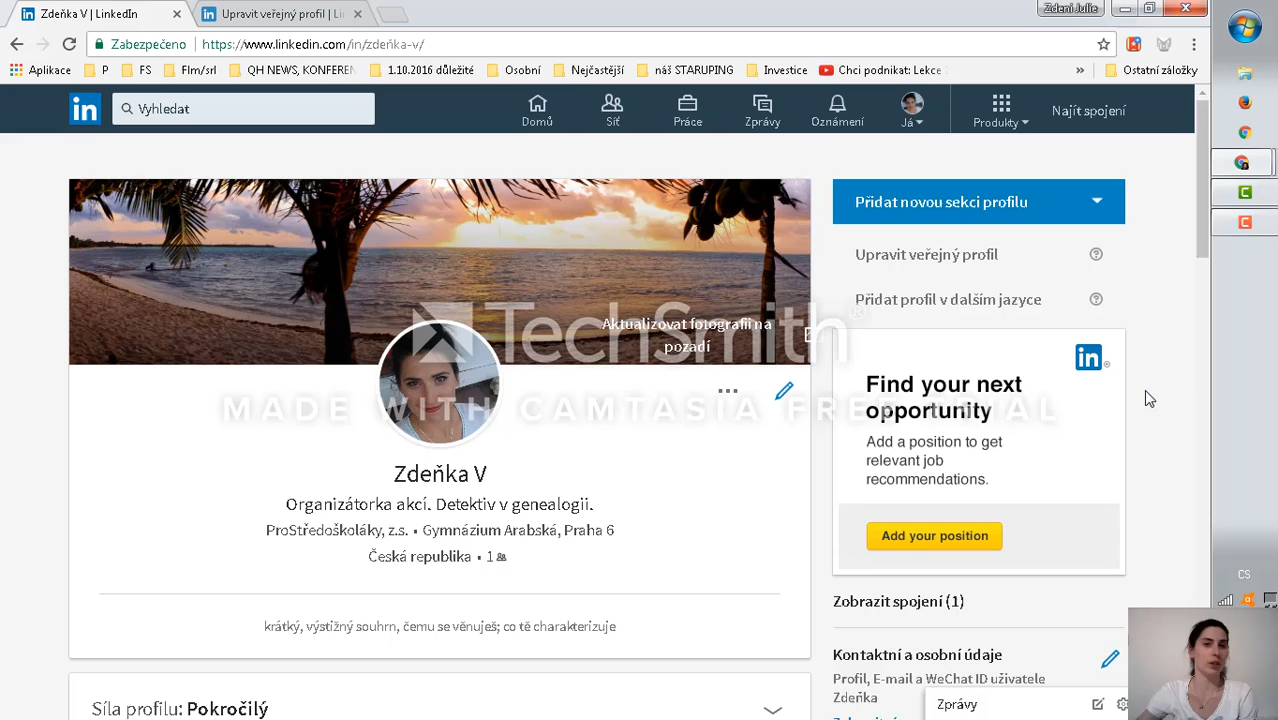 Zdeňka V | LinkedIn
Upravit veřejný profil | Li
Zdeni Julie
Zabezpečeno
https://www.linkedin.com/in/zdeňka-v/
Aplikace
P
FS
Flm/srl
QH NEWS, KONFEREN
1.10.2016 důležité
Osobní
Nejčastější
náš STARUPING
Investice
Chci podnikat: Lekce
»
Ostatní záložky
in
Vyhledat
Domů
Síť
Práce
Zprávy
Oznámení
Já
Produkty
Najít spojení
Přidat novou sekci profilu
Upravit veřejný profil
Přidat profil v dalším jazyce
Aktualizovat fotografii na
pozadí
TechSmith
MADE WITH CAMTASIA FREE TRIAL
in
Find your next
opportunity
Add a position to get
relevant job
recommendations.
Add your position
Zdeňka V
Organizátorka akcí. Detektiv v genealogii.
ProStředoškoláky, z.s. • Gymnázium Arabská, Praha 6
Česká republika • 1
krátký, výstižný souhrn, čemu se věnuješ; co tě charakterizuje
Zobrazit spojení (1)
Kontaktní a osobní údaje
Profil, E-mail a WeChat ID uživatele
Zdeňka
Síla profilu: Pokročilý
Zprávy
CS